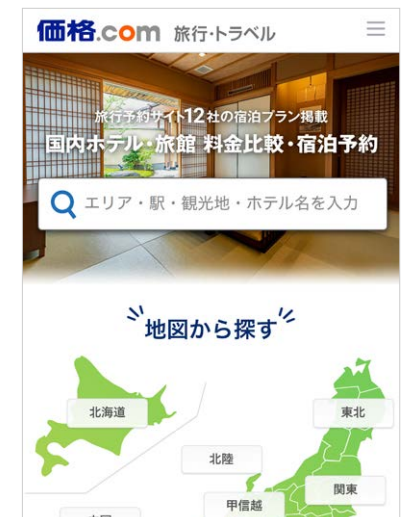 価格.com 旅行・トラベル
旅行予約サイト12社の宿泊プラン掲載
国内ホテル・旅館 料金比較・宿泊予約
エリア・駅・観光地・ホテル名を入力
地図から探す
北海道
東北
北陸
関東
甲信越